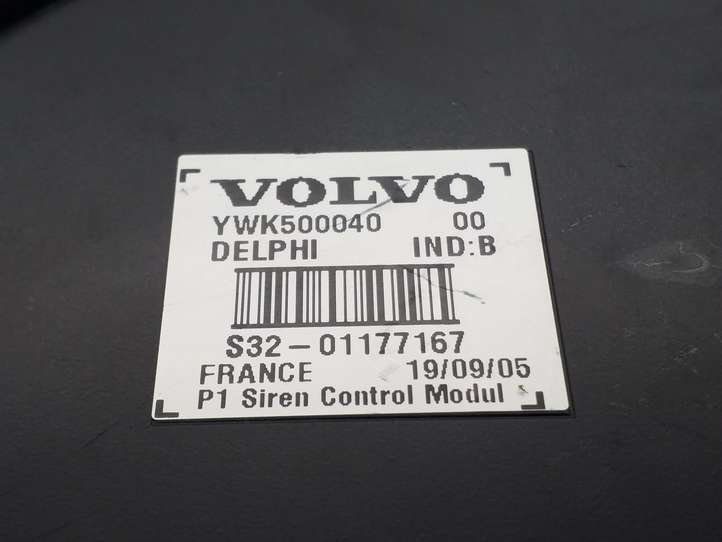 VOLVO
YWK500040 00
DELPHI IND:B
S32-01177167
FRANCE 19/09/05
P1 Siren Control Modul